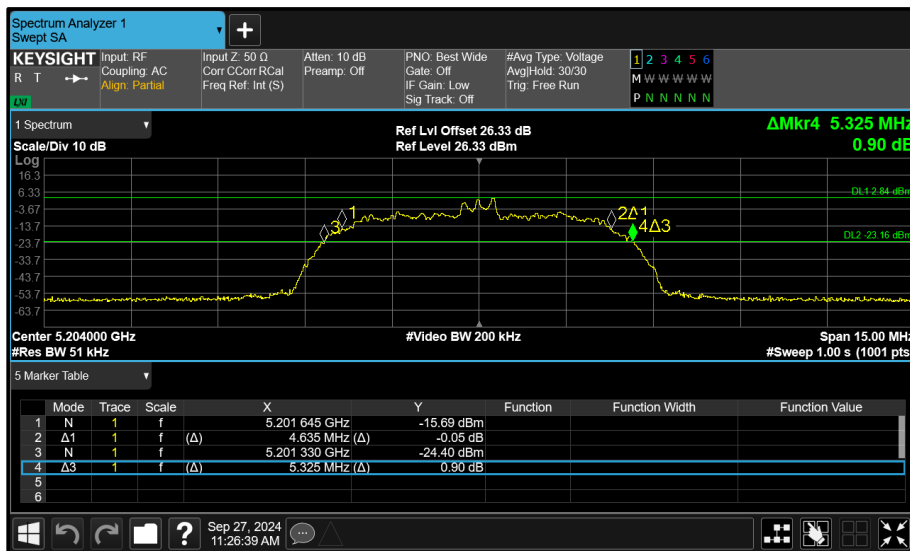 Spectrum Analyzer 1
Swept SA
KEYSIGHT
R T
LXI
Input: RF
Coupling: AC
Align: Partial
Input Z: 50 Ω
Corr CCorr RCal
Freq Ref: Int (S)
Atten: 10 dB
Preamp: Off
PNO: Best Wide
Gate: Off
IF Gain: Low
Sig Track: Off
#Avg Type: Voltage
Avg|Hold: 30/30
Trig: Free Run
1 2 3 4 5 6
M W W W W W
P N N N N N
1 Spectrum
Scale/Div 10 dB
Ref Lvl Offset 26.33 dB
Ref Level 26.33 dBm
ΔMkr4 5.325 MHz
0.90 dB
Log
16.3
6.33
-3.67
-13.7
-23.7
-33.7
-43.7
-53.7
-63.7
DL1 2.84 dBm
DL2 -23.16 dBm
1
3
2Δ1
4Δ3
Center 5.204000 GHz
#Video BW 200 kHz
Span 15.00 MHz
#Res BW 51 kHz
#Sweep 1.00 s (1001 pts
5 Marker Table
Mode Trace Scale X Y Function Function Width Function Value
1 N 1 f 5.201 645 GHz -15.69 dBm
2 Δ1 1 f (Δ) 4.635 MHz (Δ) -0.05 dB
3 N 1 f 5.201 330 GHz -24.40 dBm
4 Δ3 1 f (Δ) 5.325 MHz (Δ) 0.90 dB
5
6
?
Sep 27, 2024
11:26:39 AM